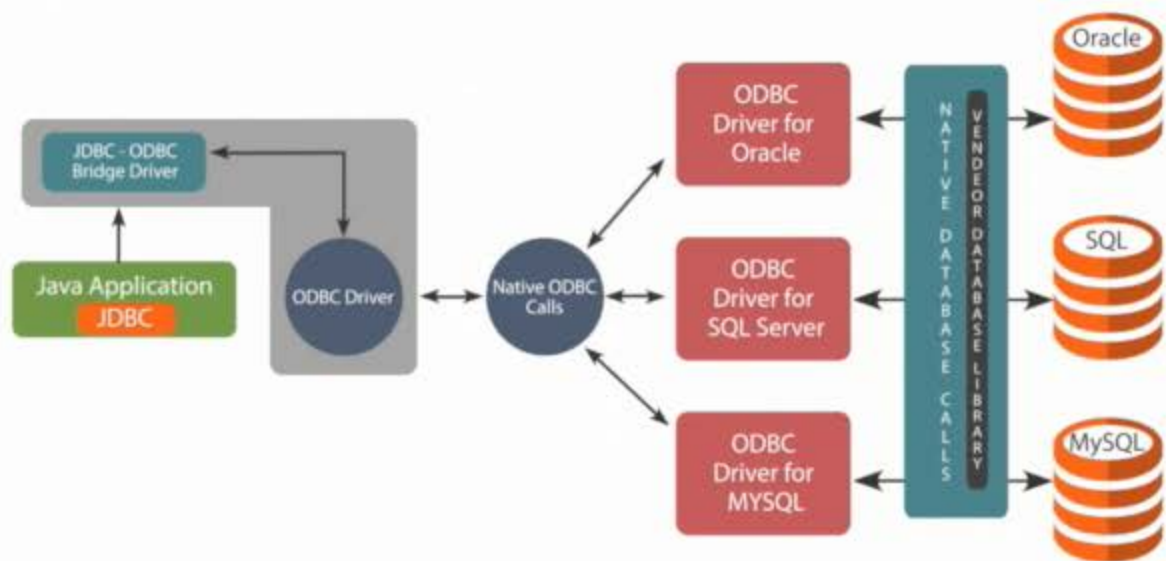 JDBC - ODBC
Bridge Driver
Java Application
JDBC
ODBC Driver
Native ODBC
Calls
ODBC
Driver for
Oracle
ODBC
Driver for
SQL Server
ODBC
Driver for
MYSQL
NATIVE DATABASE CALLS
VENDEOR DATABASE LIBRARY
Oracle
SQL
MySQL